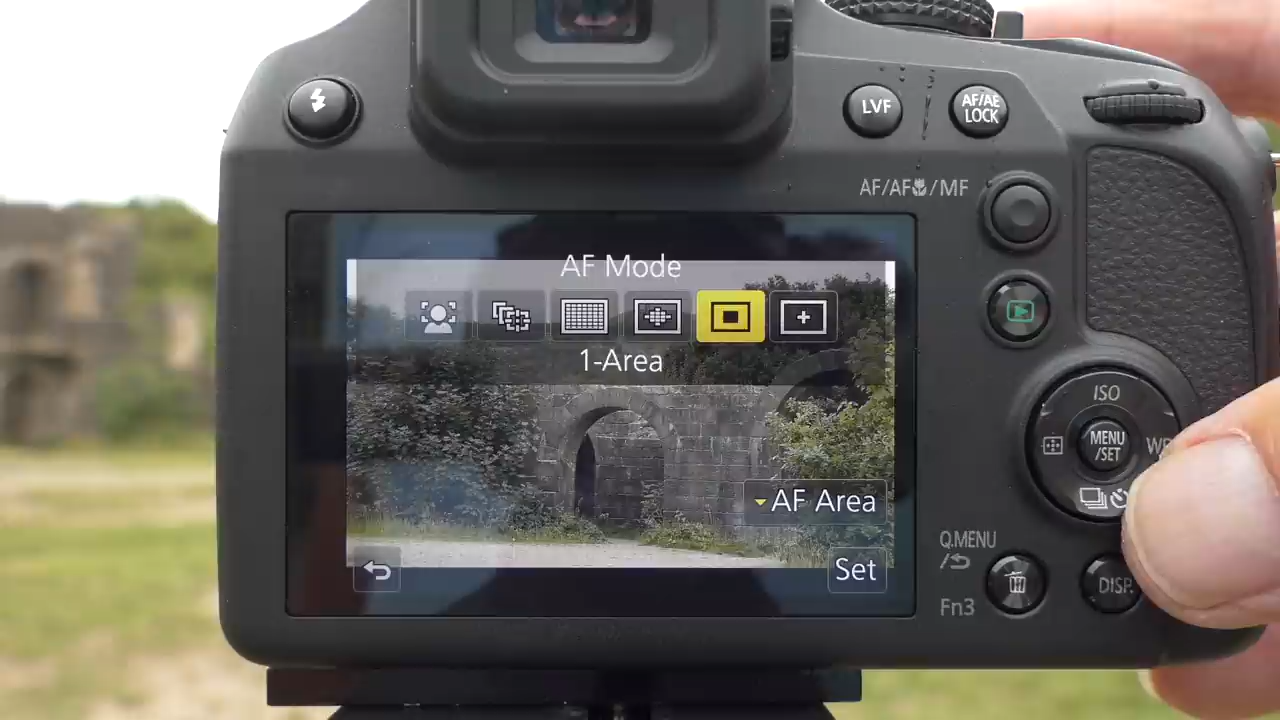 LVF
AF/AE
LOCK
AF/AF/MF
AF Mode
1-Area
ISO
MENU
/SET
AF Area
Set
Q.MENU
/
DISP.
Fn3